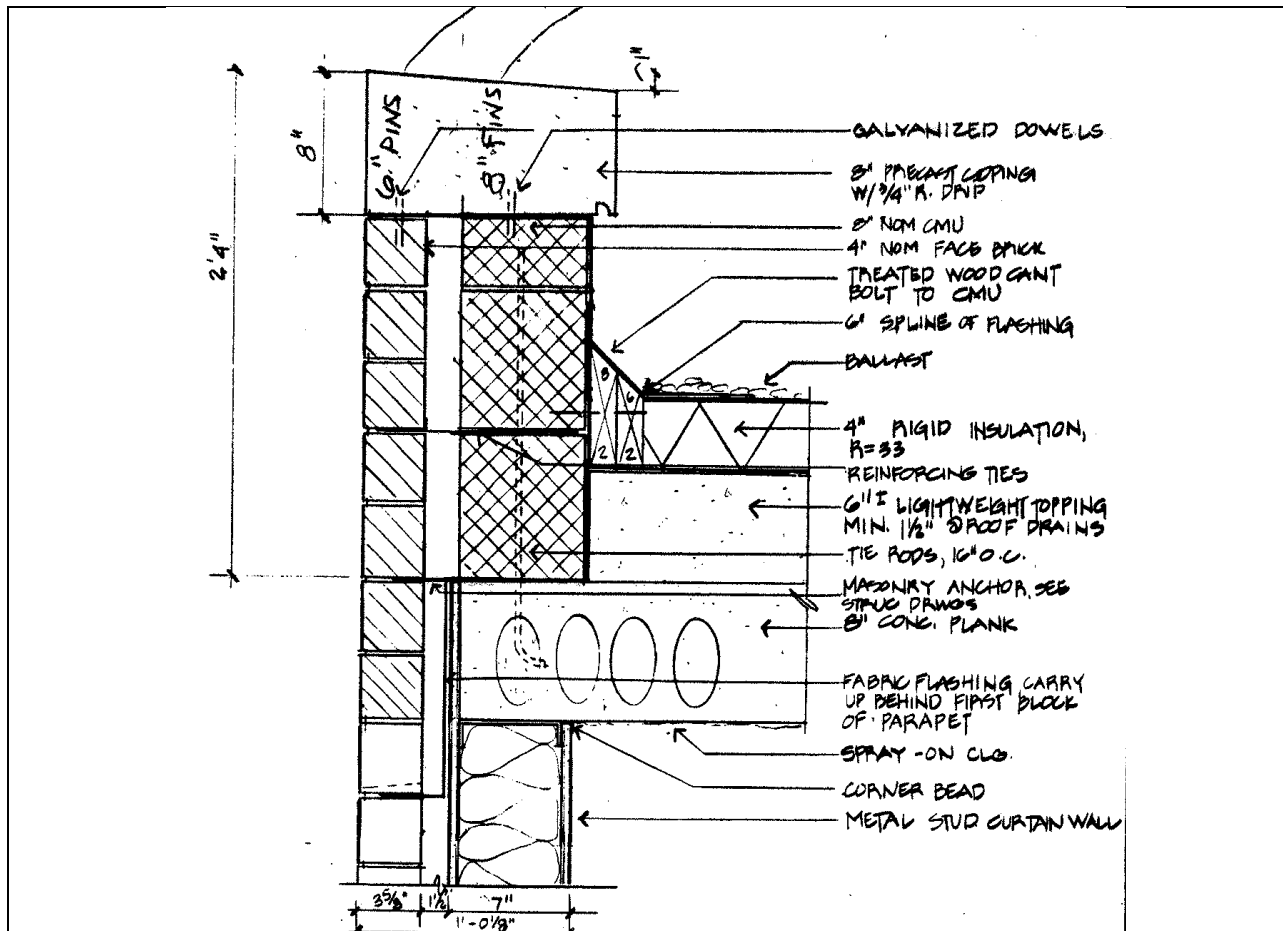 1"
8"
2'4"
6" PINS
8" PINS
GALVANIZED DOWELS
8" PRECAST COPING
W/ 3/4" R. DRIP
8" NOM CMU
4" NOM FACE BRICK
TREATED WOOD CANT
BOLT TO CMU
6" SPLINE OF FLASHING
BALLAST
8
6
2
2
4" RIGID INSULATION,
R=33
REINFORCING TIES
6"± LIGHTWEIGHT TOPPING
MIN. 1½" @ ROOF DRAINS
TIE RODS, 16" O.C.
MASONRY ANCHOR, SEE
STRUC DRWGS
8" CONC. PLANK
FABRIC FLASHING CARRY
UP BEHIND FIRST BLOCK
OF PARAPET
SPRAY-ON CLG.
CORNER BEAD
METAL STUD CURTAIN WALL
3⅝" 1½" 7"
1'-0⅛"